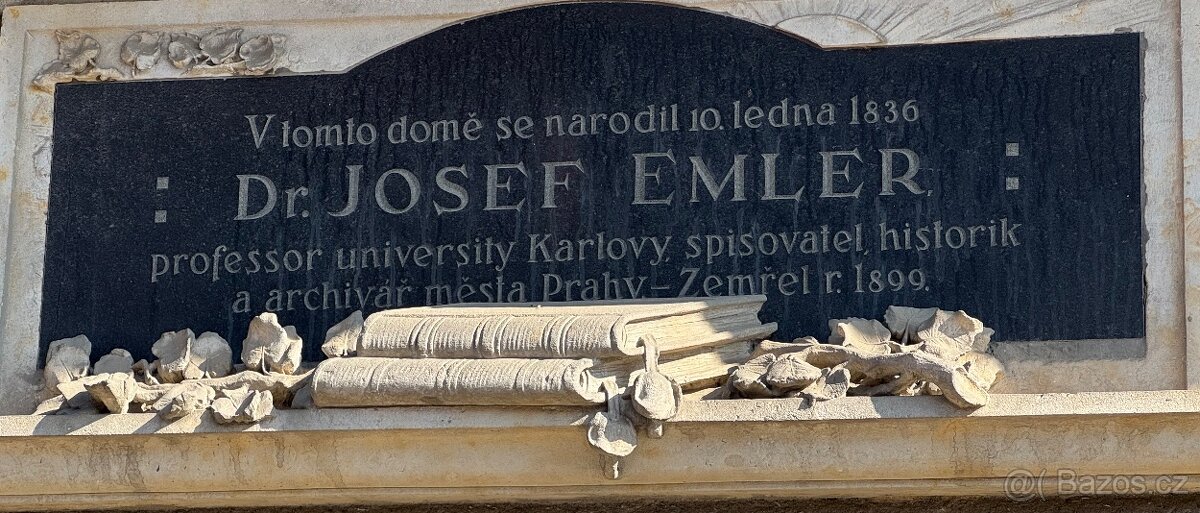 V tomto domě se narodil 10. ledna 1836
Dr. JOSEF EMLER,
professor university Karlovy, spisovatel, historik
a archivář města Prahy – Zemřel r. 1899.
@( Bazos.cz